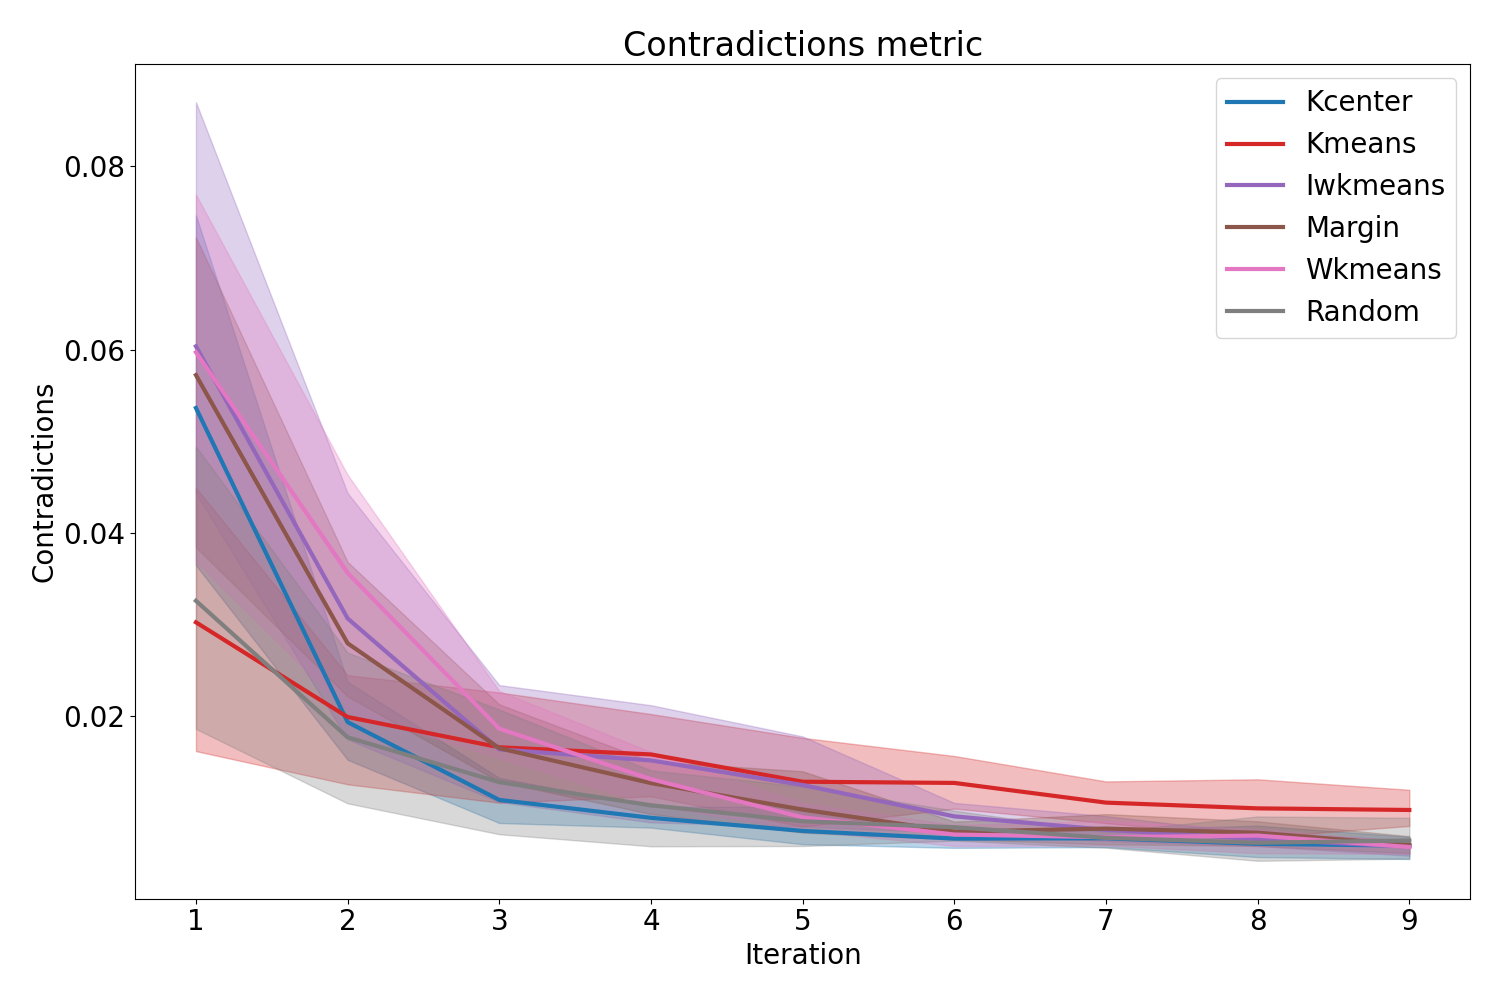 Contradictions metric
Kcenter
Kmeans
Iwkmeans
Margin
Wkmeans
Random
0.08
0.06
0.04
0.02
Contradictions
1 2 3 4 5 6 7 8 9
Iteration